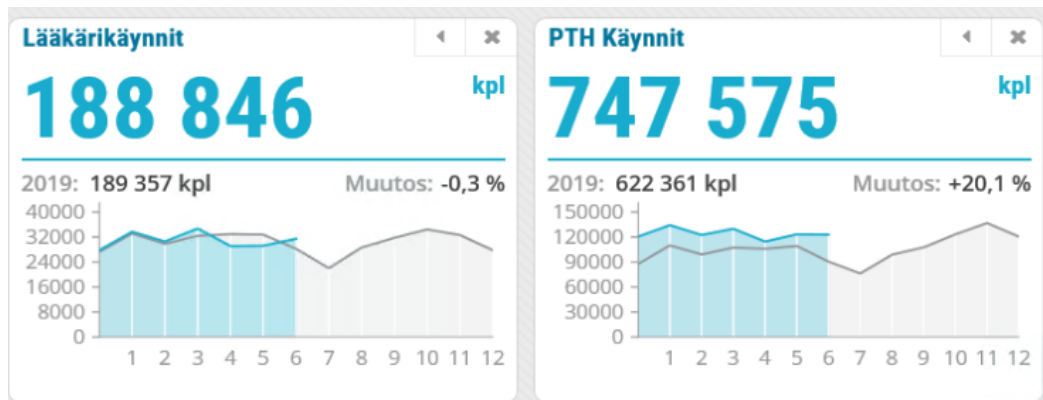 Lääkärikäynnit
188 846 kpl
2019: 189 357 kpl Muutos: -0,3 %
40000
32000
24000
16000
8000
0
1 2 3 4 5 6 7 8 9 10 11 12
PTH Käynnit
747 575 kpl
2019: 622 361 kpl Muutos: +20,1 %
150000
120000
90000
60000
30000
0
1 2 3 4 5 6 7 8 9 10 11 12